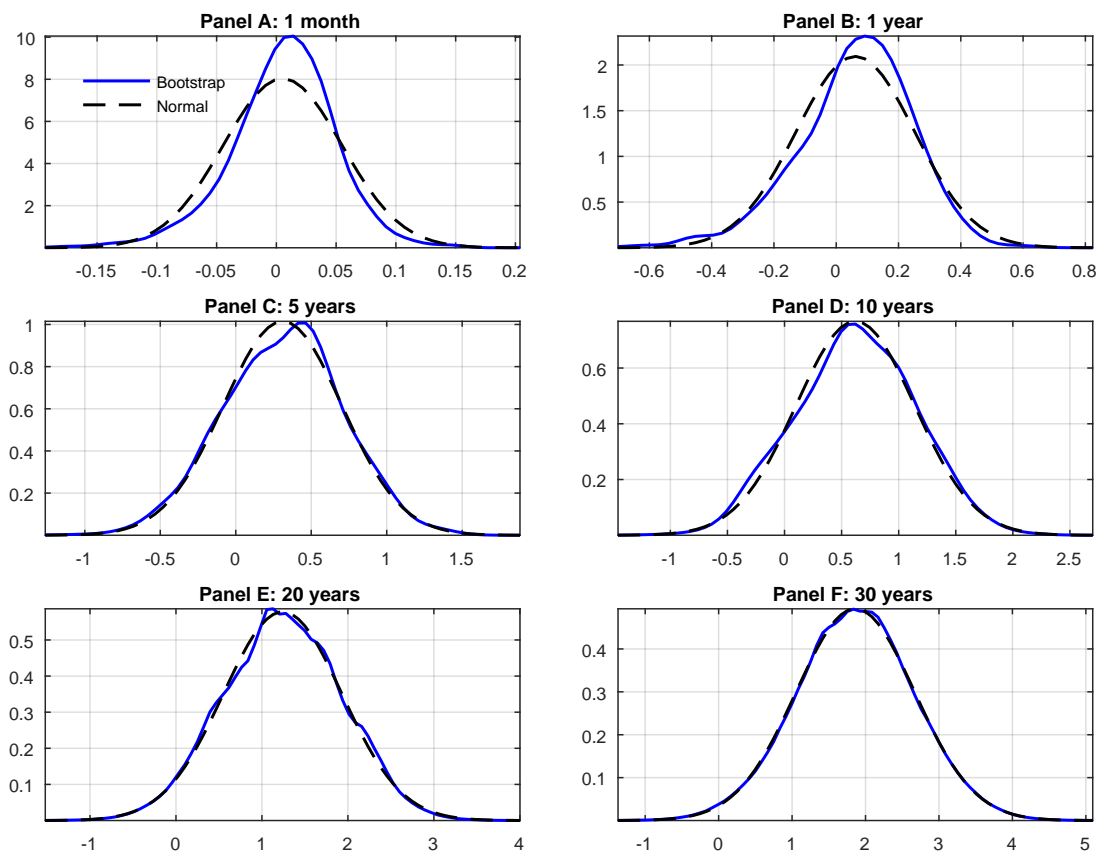 Panel A: 1 month
10
8
6
4
2
Bootstrap
Normal
-0.15 -0.1 -0.05 0 0.05 0.1 0.15 0.2
Panel B: 1 year
2
1.5
1
0.5
-0.6 -0.4 -0.2 0 0.2 0.4 0.6 0.8
Panel C: 5 years
1
0.8
0.6
0.4
0.2
-1 -0.5 0 0.5 1 1.5
Panel D: 10 years
0.6
0.4
0.2
-1 -0.5 0 0.5 1 1.5 2 2.5
Panel E: 20 years
0.5
0.4
0.3
0.2
0.1
-1 0 1 2 3 4
Panel F: 30 years
0.4
0.3
0.2
0.1
-1 0 1 2 3 4 5